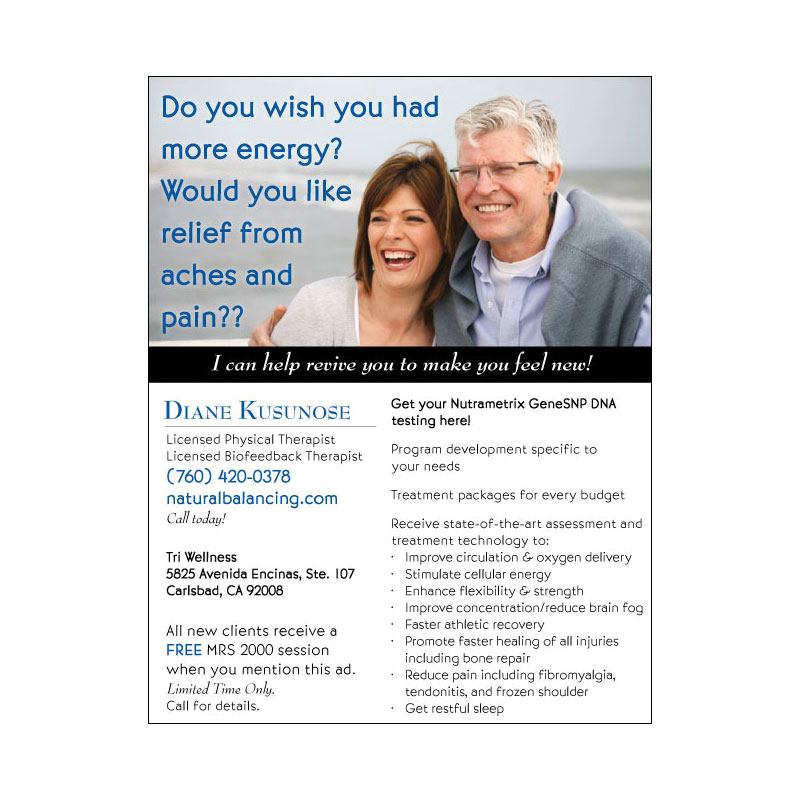 Do you wish you had
more energy?
Would you like
relief from
aches and
pain??
I can help revive you to make you feel new!
DIANE KUSUNOSE
Licensed Physical Therapist
Licensed Biofeedback Therapist
(760) 420-0378
naturalbalancing.com
Call today!
Tri Wellness
5825 Avenida Encinas, Ste. 107
Carlsbad, CA 92008
All new clients receive a
FREE MRS 2000 session
when you mention this ad.
Limited Time Only.
Call for details.
Get your Nutrametrix GeneSNP DNA
testing here!
Program development specific to
your needs
Treatment packages for every budget
Receive state-of-the-art assessment and
treatment technology to:
· Improve circulation & oxygen delivery
· Stimulate cellular energy
· Enhance flexibility & strength
· Improve concentration/reduce brain fog
· Faster athletic recovery
· Promote faster healing of all injuries
including bone repair
· Reduce pain including fibromyalgia,
tendonitis, and frozen shoulder
· Get restful sleep